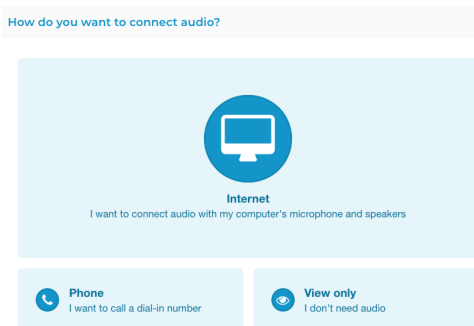 How do you want to connect audio?
Internet
I want to connect audio with my computer's microphone and speakers
Phone
I want to call a dial-in number
View only
I don't need audio